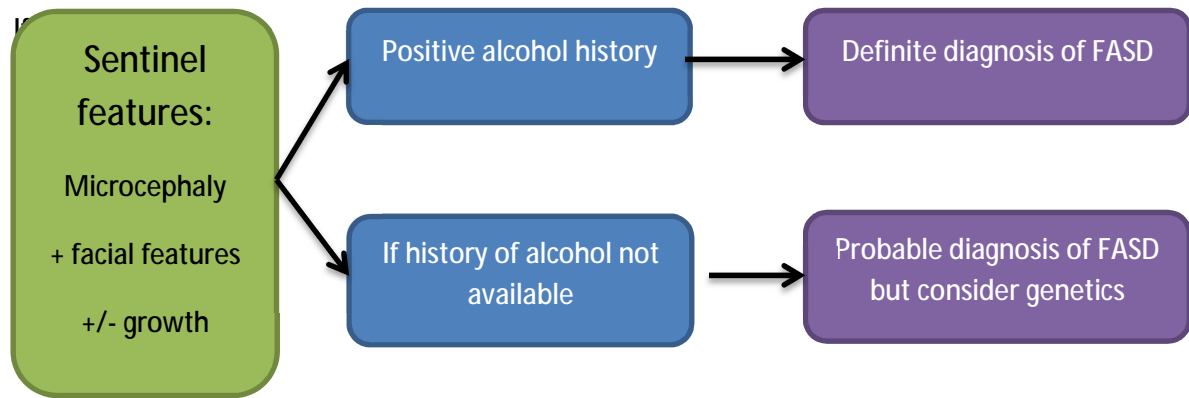 Sentinel
features:
Microcephaly
+ facial features
+/- growth
Positive alcohol history
Definite diagnosis of FASD
If history of alcohol not
available
Probable diagnosis of FASD
but consider genetics